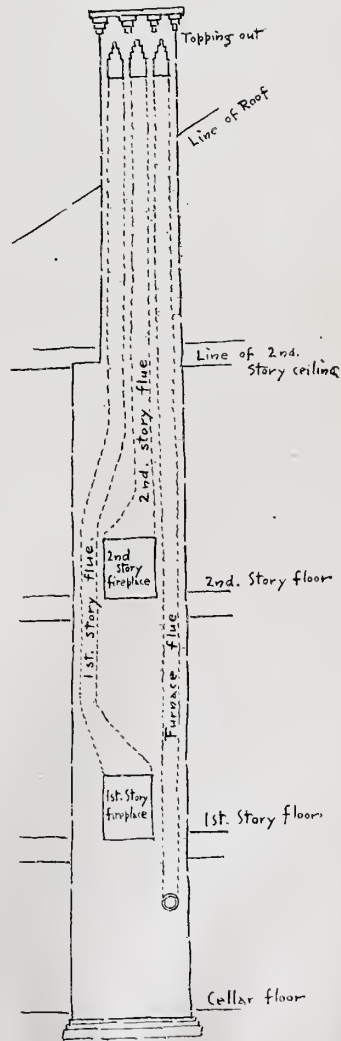 Topping out
Line of Roof
Line of 2nd.
Story ceiling
2nd. story flue
2nd
Story
fireplace
2nd. Story floor
1st. story flue
Furnace flue
1st. Story
fireplace
1st. Story floor
Cellar floor